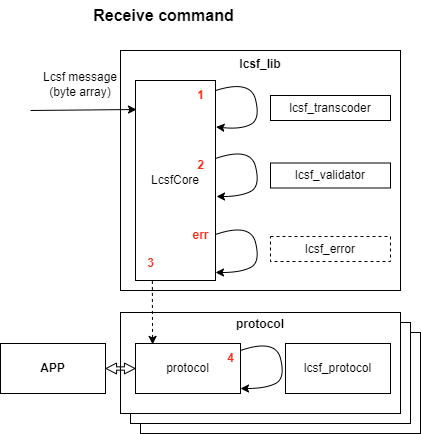 Receive command
lcsf_lib
Lcsf message
(byte array)
1
lcsf_transcoder
2
LcsfCore
lcsf_validator
err
lcsf_error
3
protocol
APP
protocol
4
lcsf_protocol